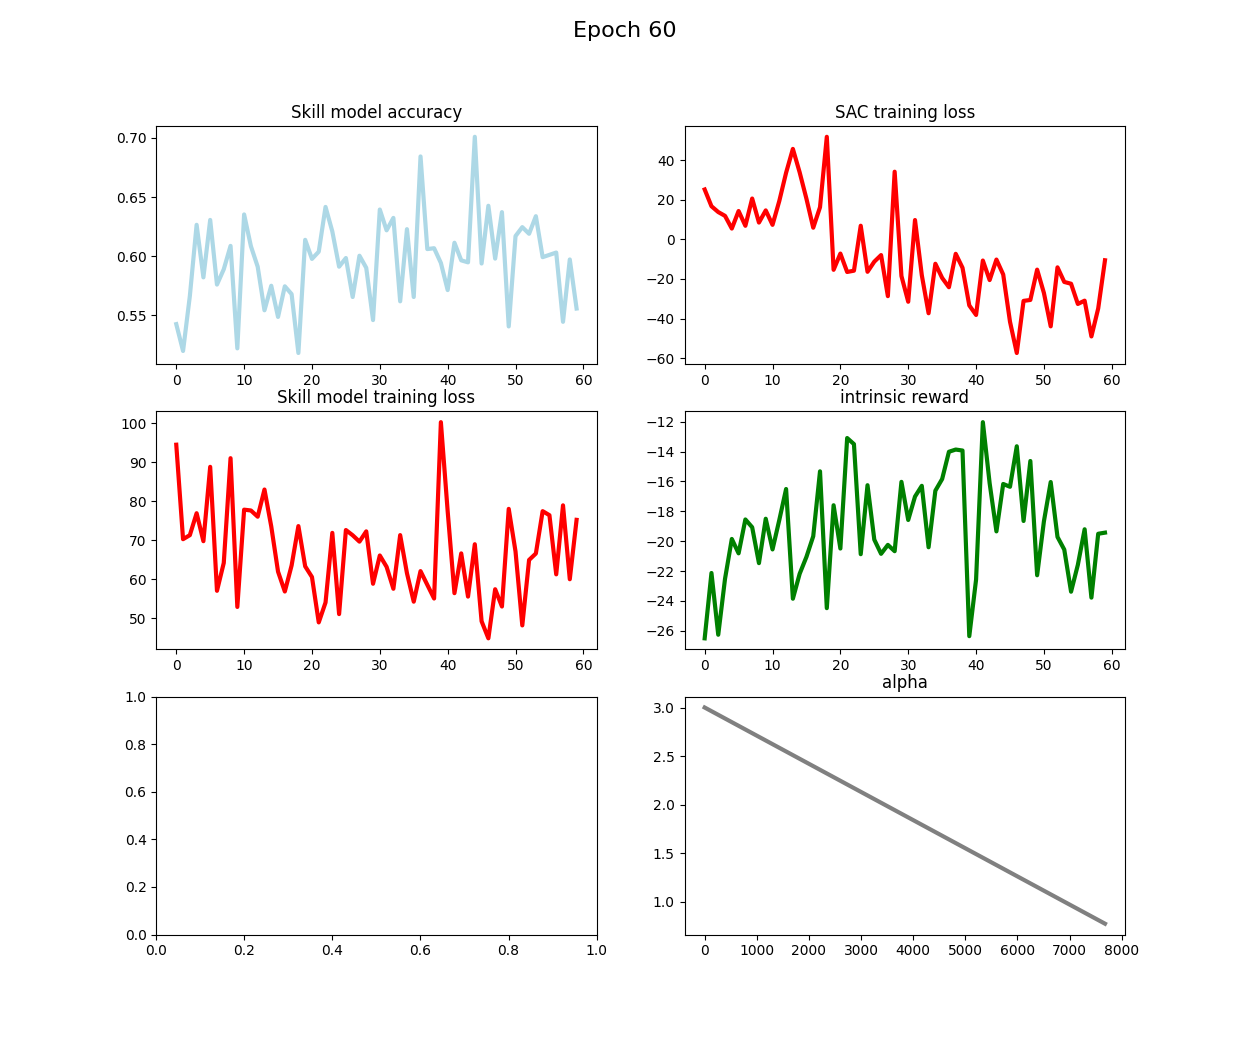 Epoch 60
Skill model accuracy
0.70
0.65
0.60
0.55
0 10 20 30 40 50 60
SAC training loss
40
20
0
−20
−40
−60
0 10 20 30 40 50 60
Skill model training loss
100
90
80
70
60
50
0 10 20 30 40 50 60
intrinsic reward
−12
−14
−16
−18
−20
−22
−24
−26
0 10 20 30 40 50 60
1.0
0.8
0.6
0.4
0.2
0.0
0.0 0.2 0.4 0.6 0.8 1.0
alpha
3.0
2.5
2.0
1.5
1.0
0 1000 2000 3000 4000 5000 6000 7000 8000